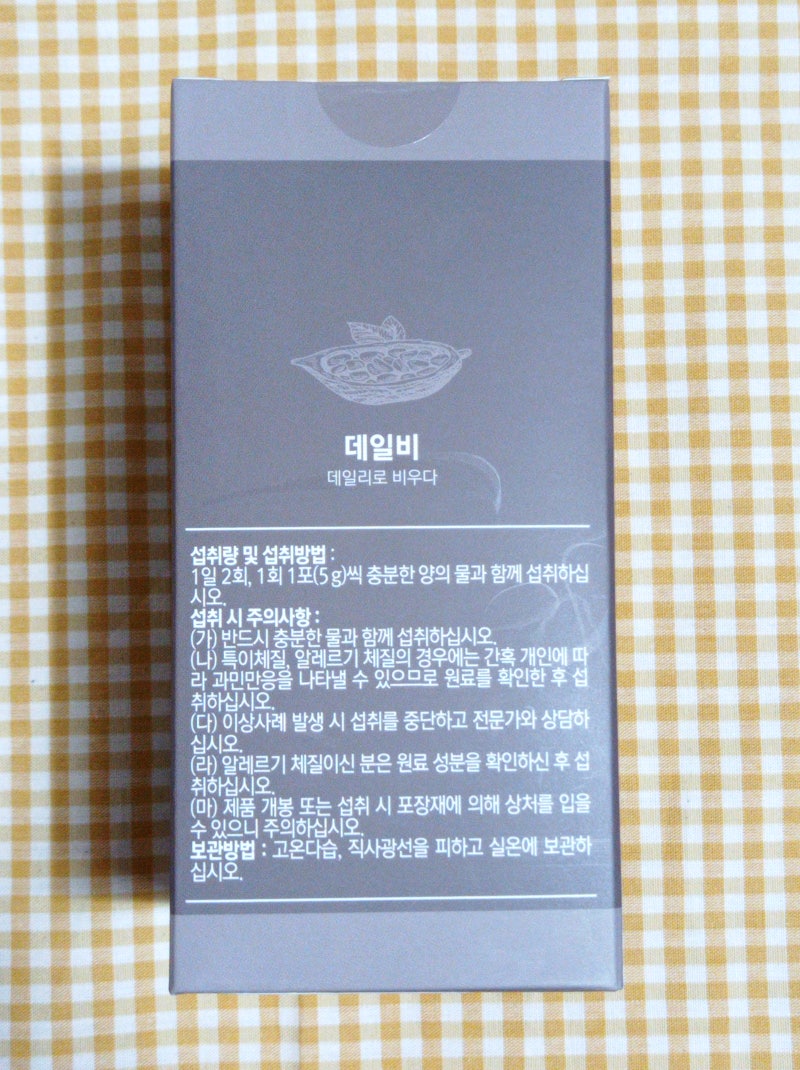 데일비
데일리로 비우다
섭취량 및 섭취방법 :
1일 2회, 1회 1포(5 g)씩 충분한 양의 물과 함께 섭취하십
시오.
섭취 시 주의사항 :
(가) 반드시 충분한 물과 함께 섭취하십시오.
(나) 특이체질, 알레르기 체질의 경우에는 간혹 개인에 따
라 과민만응을 나타낼 수 있으므로 원료를 확인한 후 섭
취하십시오.
(다) 이상사례 발생 시 섭취를 중단하고 전문가와 상담하
십시오.
(라) 알레르기 체질이신 분은 원료 성분을 확인하신 후 섭
취하십시오.
(마) 제품 개봉 또는 섭취 시 포장재에 의해 상처를 입을
수 있으니 주의하십시오.
보관방법 : 고온다습, 직사광선을 피하고 실온에 보관하
십시오.